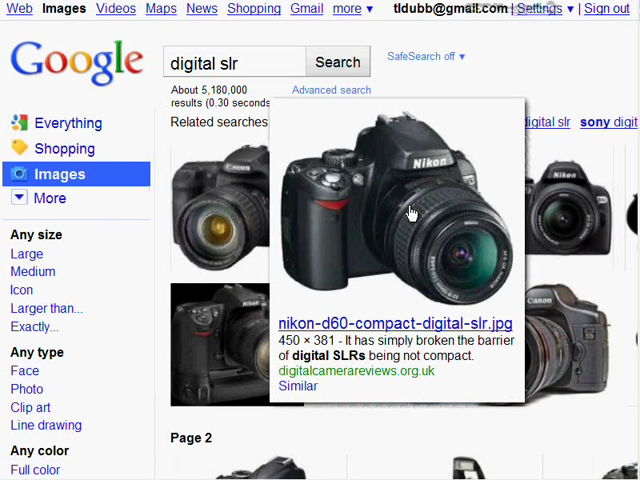 Web Images Videos Maps News Shopping Gmail more ▼ tldubb@gmail.com Settings ▼ | Sign out
Google
digital slr Search
SafeSearch off ▼
About 5,180,000
results (0.30 seconds
Advanced search
Related searches
digital slr sony digit
Everything
Shopping
Images
More
Any size
Large
Medium
Icon
Larger than...
Exactly...
Any type
Face
Photo
Clip art
Line drawing
Any color
Full color
Canon
Nikon
Nikon
Canon
nikon-d60-compact-digital-slr.jpg
450 × 381 - It has simply broken the barrier
of digital SLRs being not compact.
digitalcamerareviews.org.uk
Similar
Page 2